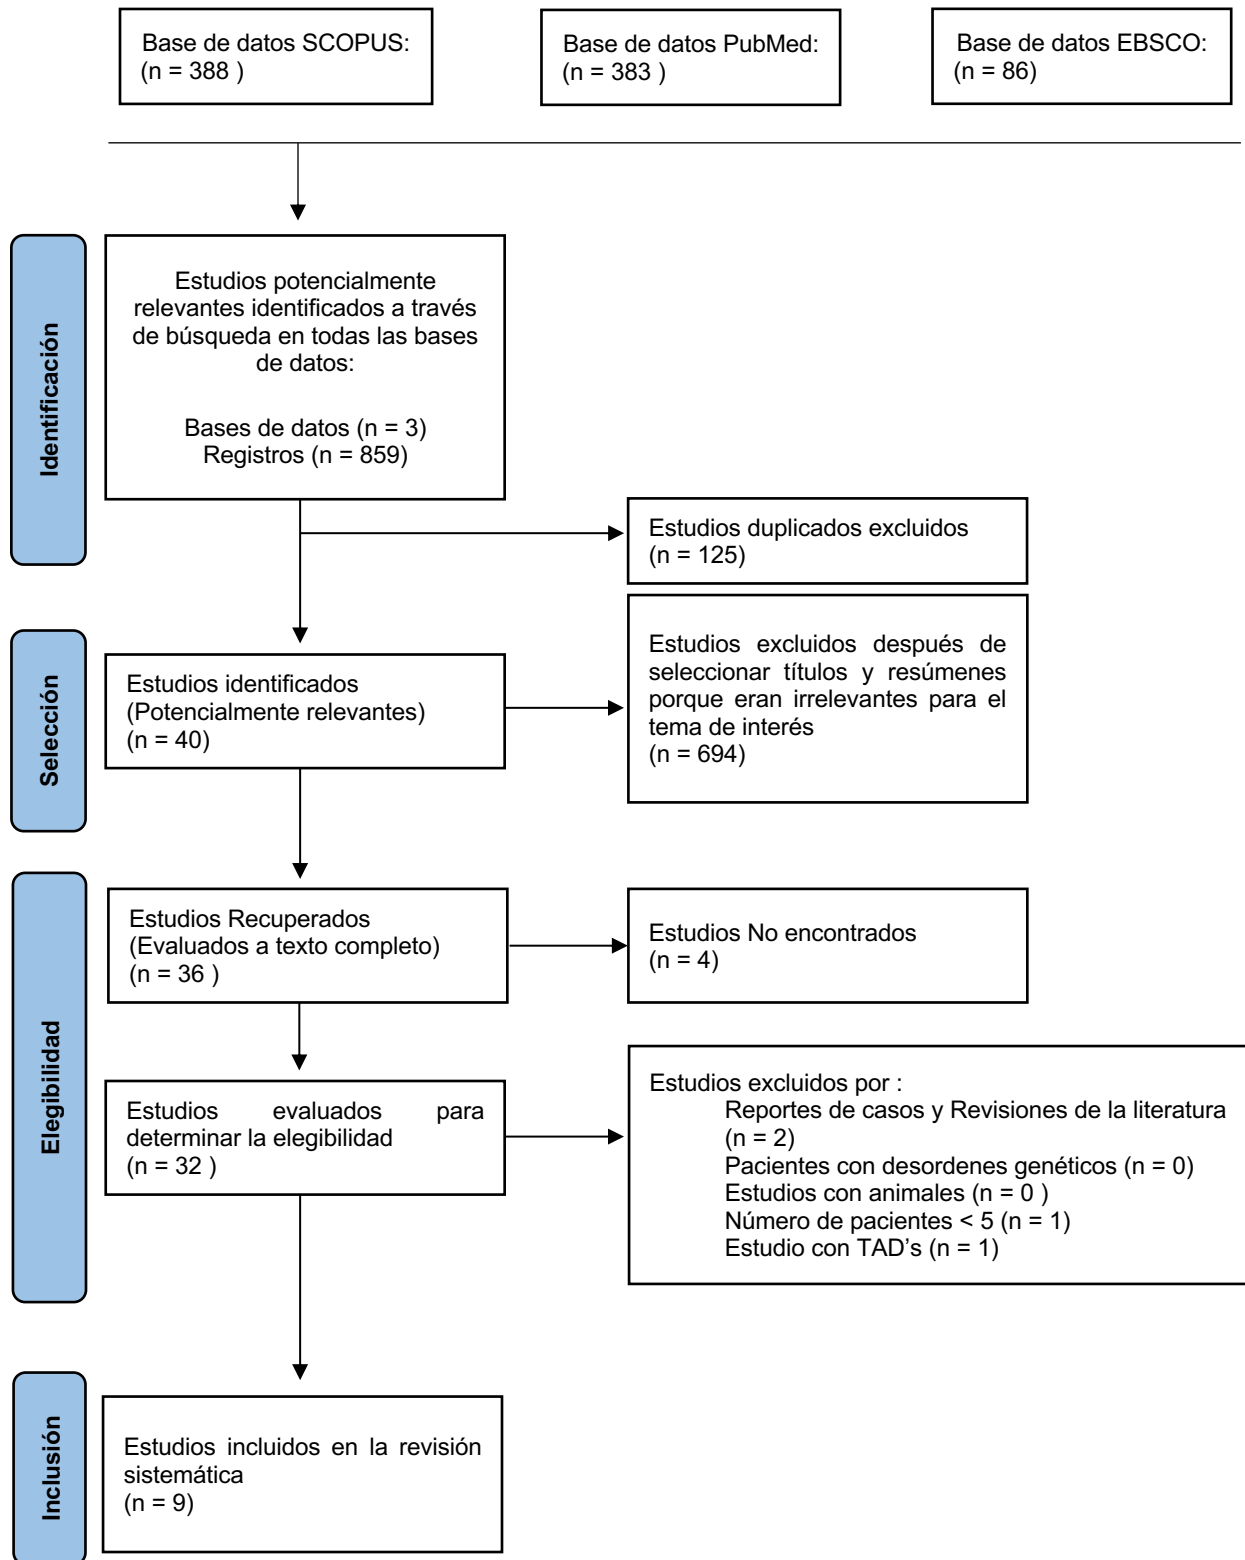 Base de datos SCOPUS:
(n = 388 )
Base de datos PubMed:
(n = 383 )
Base de datos EBSCO:
(n = 86)
Identificación
Estudios potencialmente
relevantes identificados a través
de búsqueda en todas las bases
de datos:
Bases de datos (n = 3)
Registros (n = 859)
Estudios duplicados excluidos
(n = 125)
Selección
Estudios identificados
(Potencialmente relevantes)
(n = 40)
Estudios excluidos después de
seleccionar títulos y resúmenes
porque eran irrelevantes para el
tema de interés
(n = 694)
Elegibilidad
Estudios Recuperados
(Evaluados a texto completo)
(n = 36 )
Estudios No encontrados
(n = 4)
Estudios evaluados para
determinar la elegibilidad
(n = 32 )
Estudios excluidos por :
Reportes de casos y Revisiones de la literatura
(n = 2)
Pacientes con desordenes genéticos (n = 0)
Estudios con animales (n = 0 )
Número de pacientes < 5 (n = 1)
Estudio con TAD’s (n = 1)
Inclusión
Estudios incluidos en la revisión
sistemática
(n = 9)